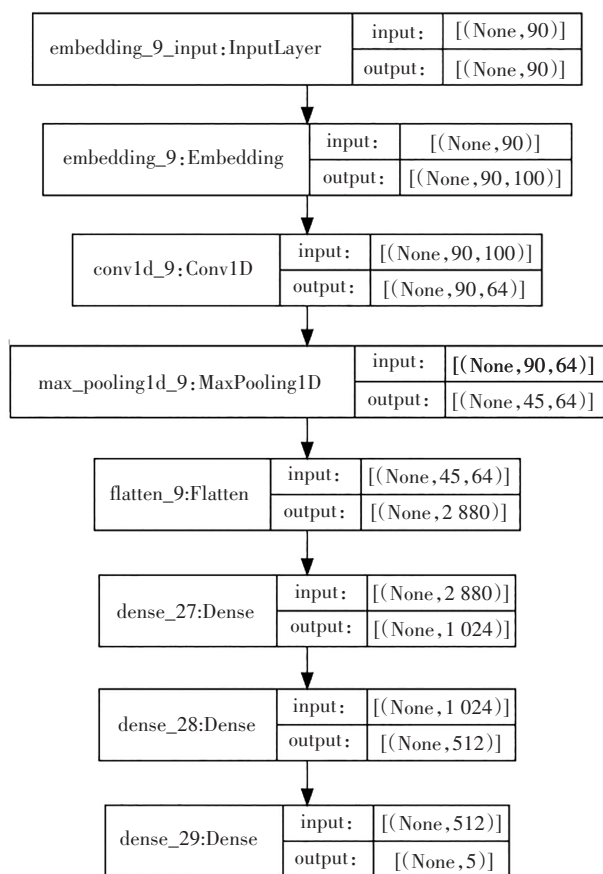 embedding_9_input:InputLayer
input:
[(None,90)]
output:
[(None,90)]
embedding_9:Embedding
input:
[(None,90)]
output:
[(None,90,100)]
conv1d_9:Conv1D
input:
[(None,90,100)]
output:
[(None,90,64)]
max_pooling1d_9:MaxPooling1D
input:
[(None,90,64)]
output:
[(None,45,64)]
flatten_9:Flatten
input:
[(None,45,64)]
output:
[(None,2 880)]
dense_27:Dense
input:
[(None,2 880)]
output:
[(None,1 024)]
dense_28:Dense
input:
[(None,1 024)]
output:
[(None,512)]
dense_29:Dense
input:
[(None,512)]
output:
[(None,5)]